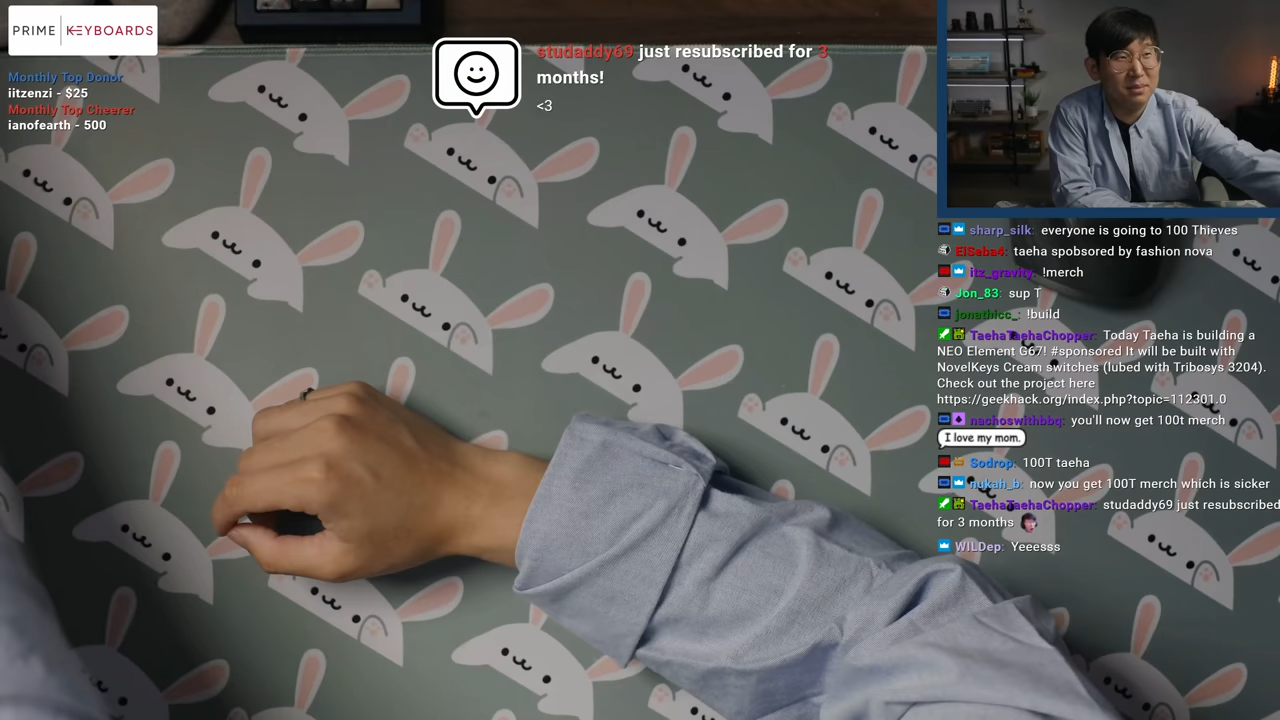 PRIME KEYBOARDS
Monthly Top Donor
iitzenzi - $25
Monthly Top Cheerer
ianofearth - 500
studaddy69 just resubscribed for 3
months!
<3
sharp_silk: everyone is going to 100 Thieves
ElSeba4: taeha spobsored by fashion nova
itz_gravity: !merch
Jon_83: sup T
jonathicc_: !build
TaehaTaehaChopper: Today Taeha is building a
NEO Element G67! #sponsored It will be built with
NovelKeys Cream switches (lubed with Tribosys 3204).
Check out the project here
https://geekhack.org/index.php?topic=112301.0
nachoswithbbq: you'll now get 100t merch
I love my mom.
Sodrop: 100T taeha
nukah_b: now you get 100T merch which is sicker
TaehaTaehaChopper: studaddy69 just resubscribed
for 3 months
WILDep: Yeeesss